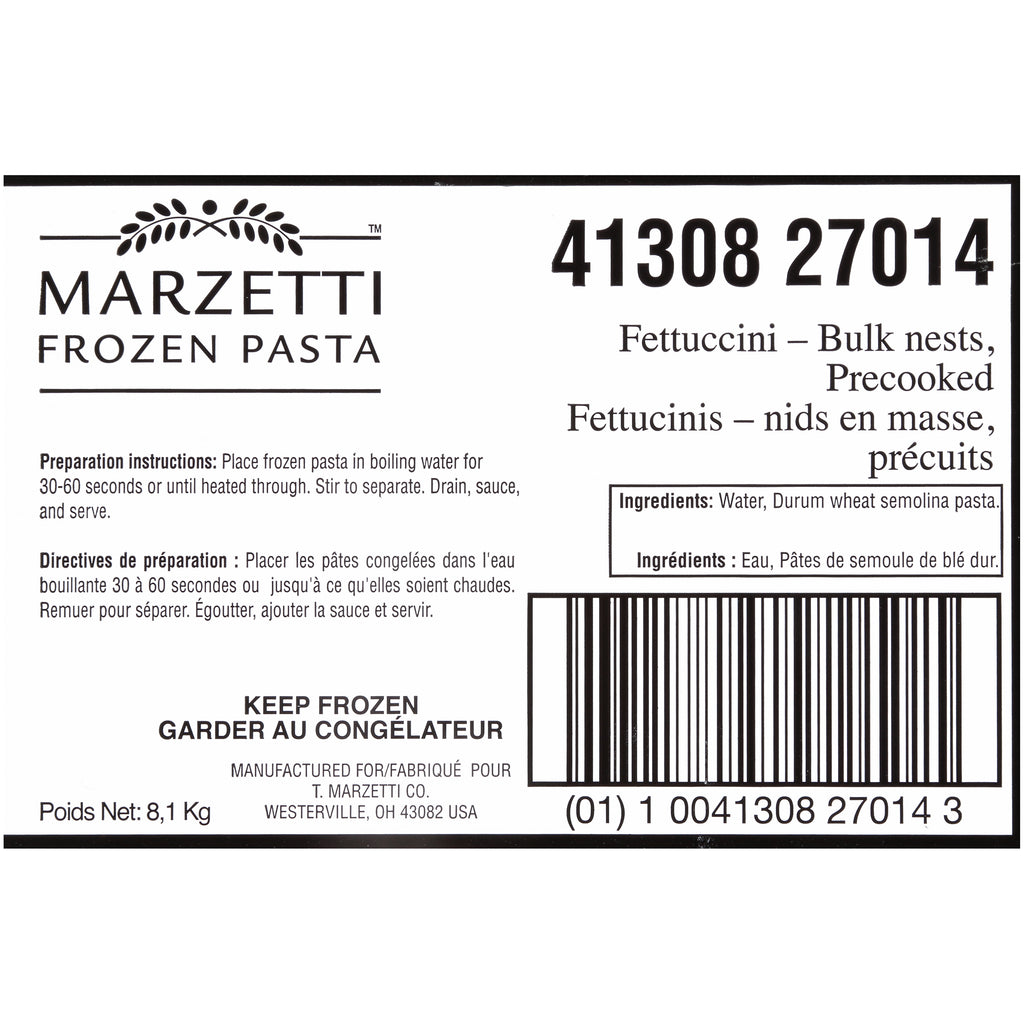 ™
MARZETTI
FROZEN PASTA
41308 27014
Fettuccini – Bulk nests,
Precooked
Fettucinis – nids en masse,
précuits
Preparation instructions: Place frozen pasta in boiling water for
30-60 seconds or until heated through. Stir to separate. Drain, sauce,
and serve.
Directives de préparation : Placer les pâtes congelées dans l'eau
bouillante 30 à 60 secondes ou jusqu'à ce qu'elles soient chaudes.
Remuer pour séparer. Égoutter, ajouter la sauce et servir.
Ingredients: Water, Durum wheat semolina pasta.
Ingrédients : Eau, Pâtes de semoule de blé dur.
KEEP FROZEN
GARDER AU CONGÉLATEUR
MANUFACTURED FOR/FABRIQUÉ POUR
T. MARZETTI CO.
WESTERVILLE, OH 43082 USA
Poids Net: 8,1 Kg
(01) 1 0041308 27014 3